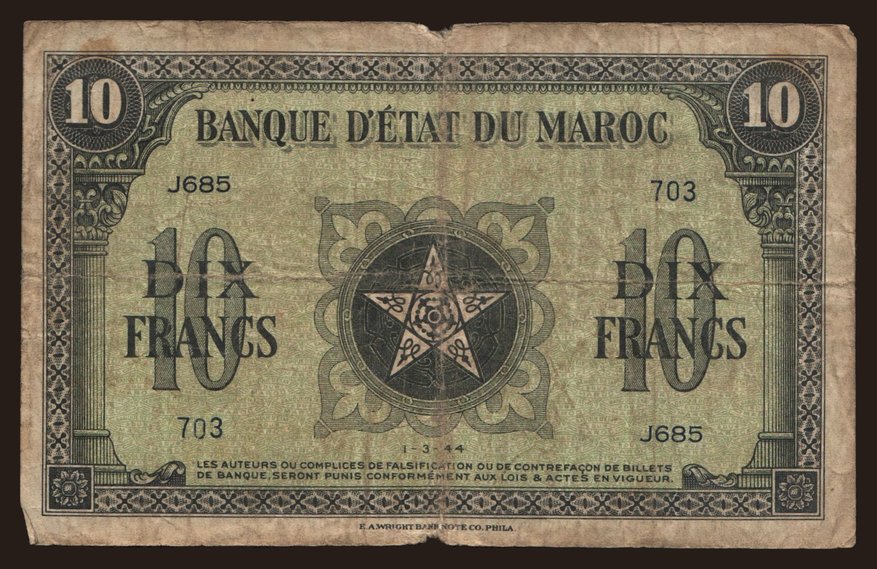 10 10
BANQUE D'ÉTAT DU MAROC
J685 703
10 10
DIX DIX
FRANCS FRANCS
703 J685
1-3-44
LES AUTEURS OU COMPLICES DE FALSIFICATION OU DE CONTREFAÇON DE BILLETS
DE BANQUE, SERONT PUNIS CONFORMÉMENT AUX LOIS & ACTES EN VIGUEUR.
E.A.WRIGHT BANK NOTE CO. PHILA.